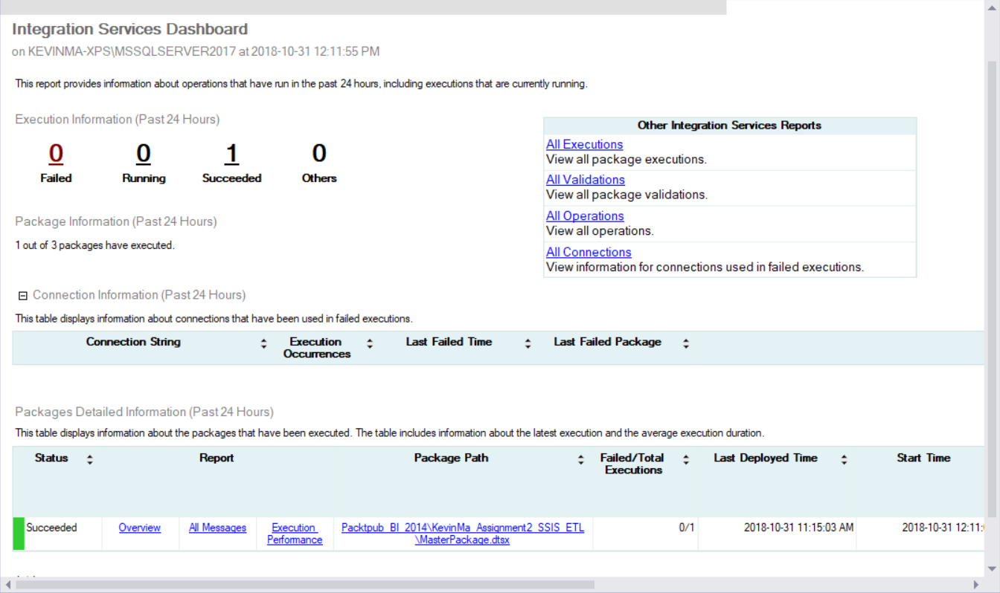 Integration Services Dashboard
on KEVINMA-XPS\MSSQLSERVER2017 at 2018-10-31 12:11:55 PM
This report provides information about operations that have run in the past 24 hours, including executions that are currently running.
Execution Information (Past 24 Hours)
0 0 1 0
Failed Running Succeeded Others
Other Integration Services Reports
All Executions
View all package executions.
All Validations
View all package validations.
All Operations
View all operations.
All Connections
View information for connections used in failed executions.
Package Information (Past 24 Hours)
1 out of 3 packages have executed.
Connection Information (Past 24 Hours)
This table displays information about connections that have been used in failed executions.
Connection String Execution Last Failed Time Last Failed Package
Occurrences
Packages Detailed Information (Past 24 Hours)
This table displays information about the packages that have been executed. The table includes information about the latest execution and the average execution duration.
Status Report Package Path Failed/Total Last Deployed Time Start Time
Executions
Succeeded Overview All Messages Execution Packtpub_BI_2014\KevinMa_Assignment2_SSIS_ETL 0/1 2018-10-31 11:15:03 AM 2018-10-31 12:11:
Performance \MasterPackage.dtsx